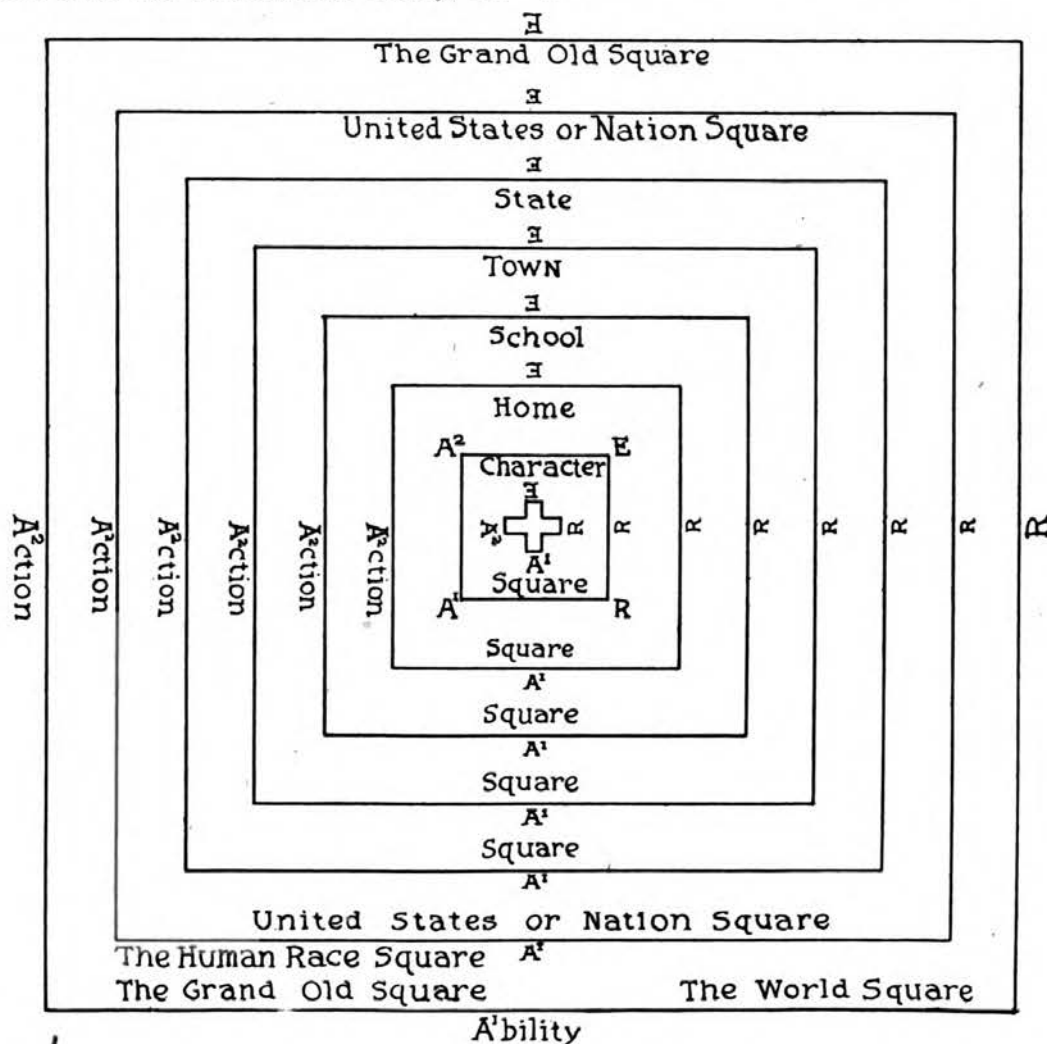 E
The Grand Old Square
E
United States or Nation Square
E
State
E
Town
E
School
E
Home
A² E
Character
E
A²ction A²ction A²ction A²ction A²ction A²ction A² R R R R R R R R
A¹
Square
A¹ R
Square
A¹
Square
A¹
Square
A¹
Square
A¹
United States or Nation Square
The Human Race Square A¹
The Grand Old Square The World Square
A¹bility